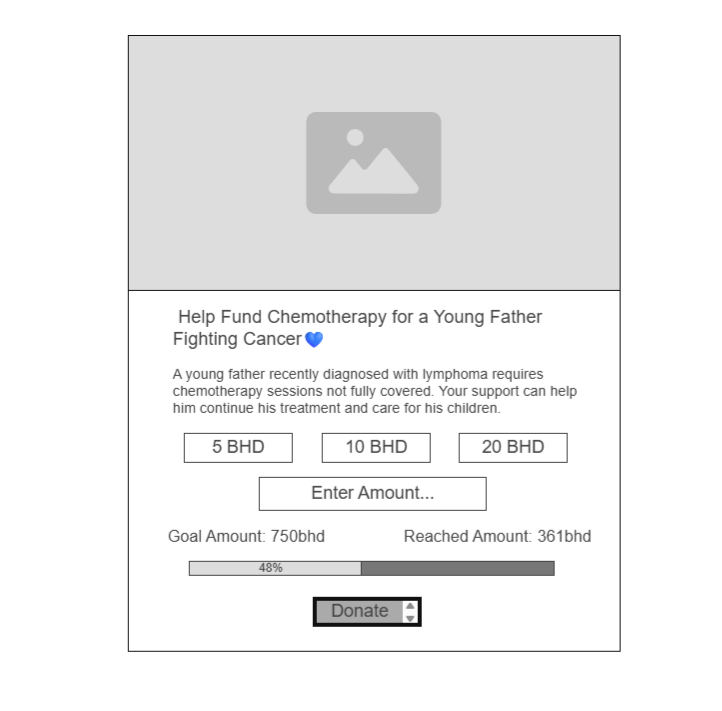 Help Fund Chemotherapy for a Young Father
Fighting Cancer💙
A young father recently diagnosed with lymphoma requires
chemotherapy sessions not fully covered. Your support can help
him continue his treatment and care for his children.
5 BHD
10 BHD
20 BHD
Enter Amount...
Goal Amount: 750bhd
Reached Amount: 361bhd
48%
Donate